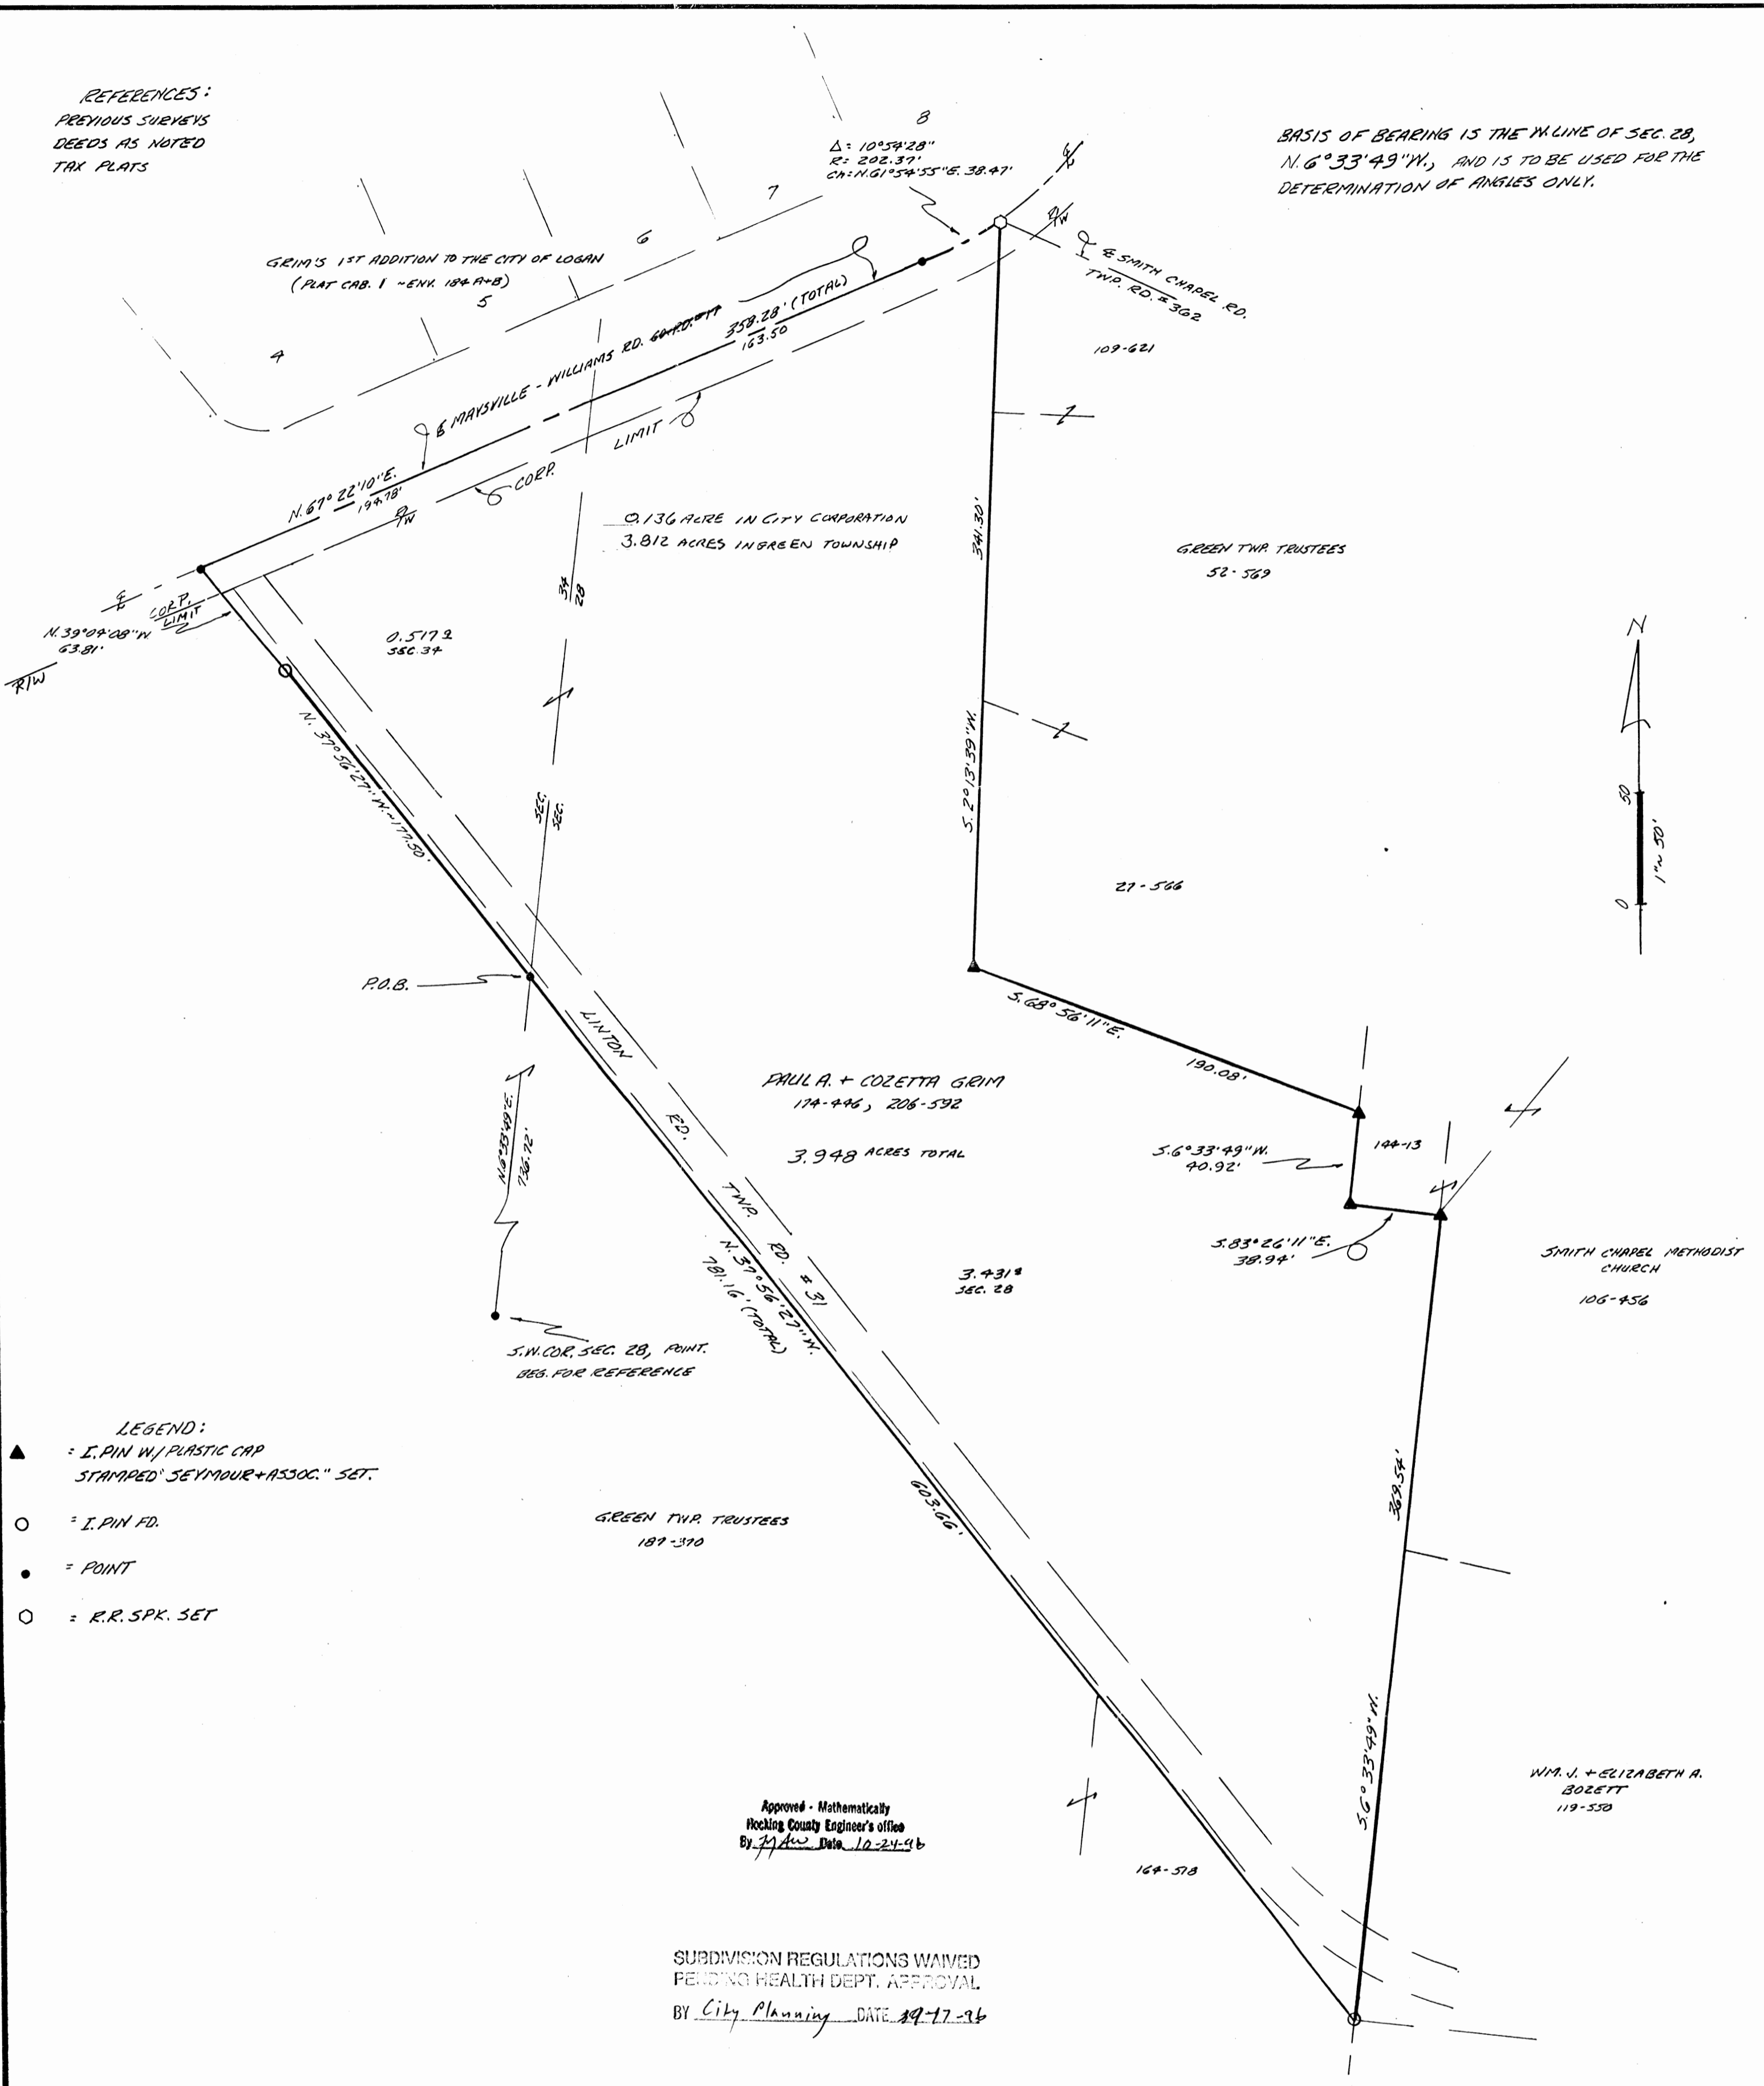 REFERENCES:
PREVIOUS SURVEYS
DEEDS AS NOTED
TAX PLATS
8
Δ= 10°54'28"
R= 202.37'
Ch=N.61°54'55"E. 38.47'
BASIS OF BEARING IS THE W.LINE OF SEC. 28,
N.6°33'49"W., AND IS TO BE USED FOR THE
DETERMINATION OF ANGLES ONLY.
7
6
R/W
GRIM'S 1ST ADDITION TO THE CITY OF LOGAN
(PLAT CAB. 1 ~ENV. 184 A+B)
5
4
℄ SMITH CHAPEL RD.
TWP. RD. # 362
℄ MAYSVILLE - WILLIAMS RD.
358.28' (TOTAL)
163.50
109-621
LIMIT
CORP.
N.67°22'10"E.
194.78'
R/W
0.136 ACRE IN CITY CORPORATION
3.812 ACRES IN GREEN TOWNSHIP
341.30'
GREEN TWP. TRUSTEES
52-569
34
28
℄
CORP.
LIMIT
N.39°04'08"W
63.81'
R/W
0.517 a
SEC.34
N
N.37°56'27"W.~177.50'
SEC.
SEC.
S.2°13'39"W.
50
1"~50'
0
27-566
P.O.B.
S.68°56'11"E.
190.08'
LINTON RD. TWP. RD. #31
PAUL A. + COZETTA GRIM
174-446, 206-592
3.948 ACRES TOTAL
N.6°33'49"E.
736.72'
S.6°33'49"W.
40.92'
144-13
S.83°26'11"E.
38.94'
SMITH CHAPEL METHODIST
CHURCH
106-456
N.37°56'27"W.
781.16' (TOTAL)
3.431 a
SEC. 28
S.W.COR. SEC. 28, POINT.
BEG. FOR REFERENCE
LEGEND:
= I.PIN W/PLASTIC CAP
STAMPED "SEYMOUR+ASSOC." SET.
= I.PIN FD.
= POINT
= R.R. SPK. SET
369.54'
603.66'
GREEN TWP. TRUSTEES
187-370
S.6°33'49"W.
WM. J. + ELIZABETH A.
BOZETT
119-550
Approved - Mathematically
Hocking County Engineer's office
By Date 10-24-96
164-578
SUBDIVISION REGULATIONS WAIVED
PENDING HEALTH DEPT. APPROVAL
BY City Planning DATE